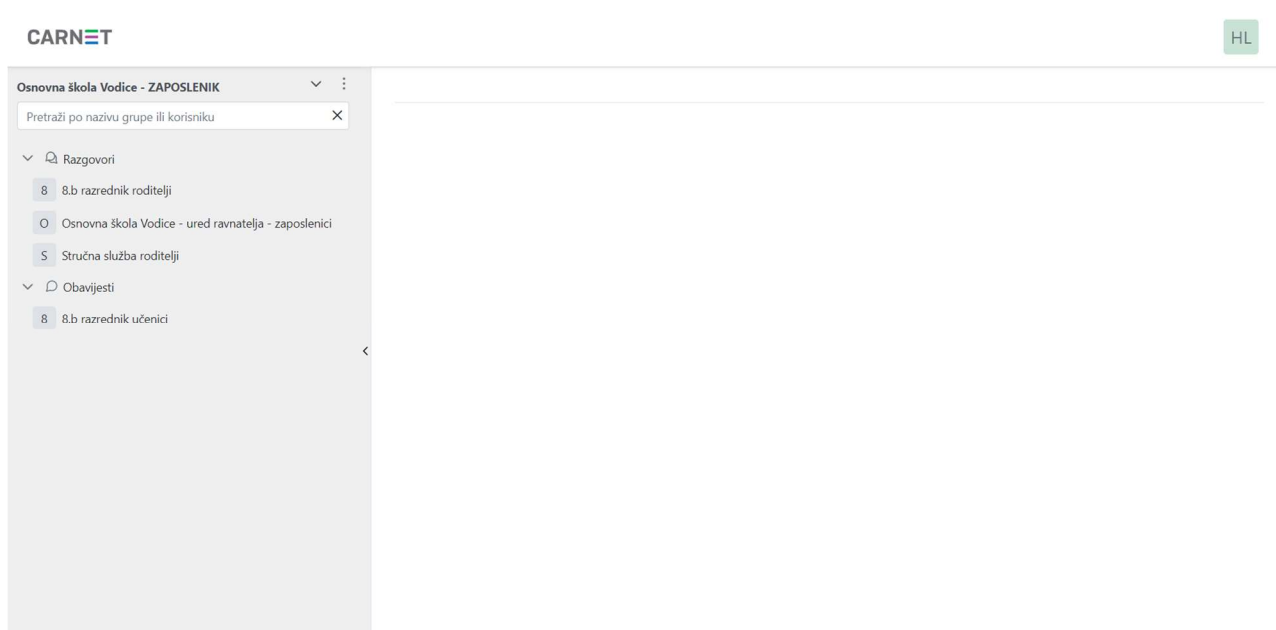 CARNET
HL
Osnovna škola Vodice - ZAPOSLENIK
Pretraži po nazivu grupe ili korisniku
Razgovori
8 8.b razrednik roditelji
O Osnovna škola Vodice - ured ravnatelja - zaposlenici
S Stručna služba roditelji
Obavijesti
8 8.b razrednik učenici